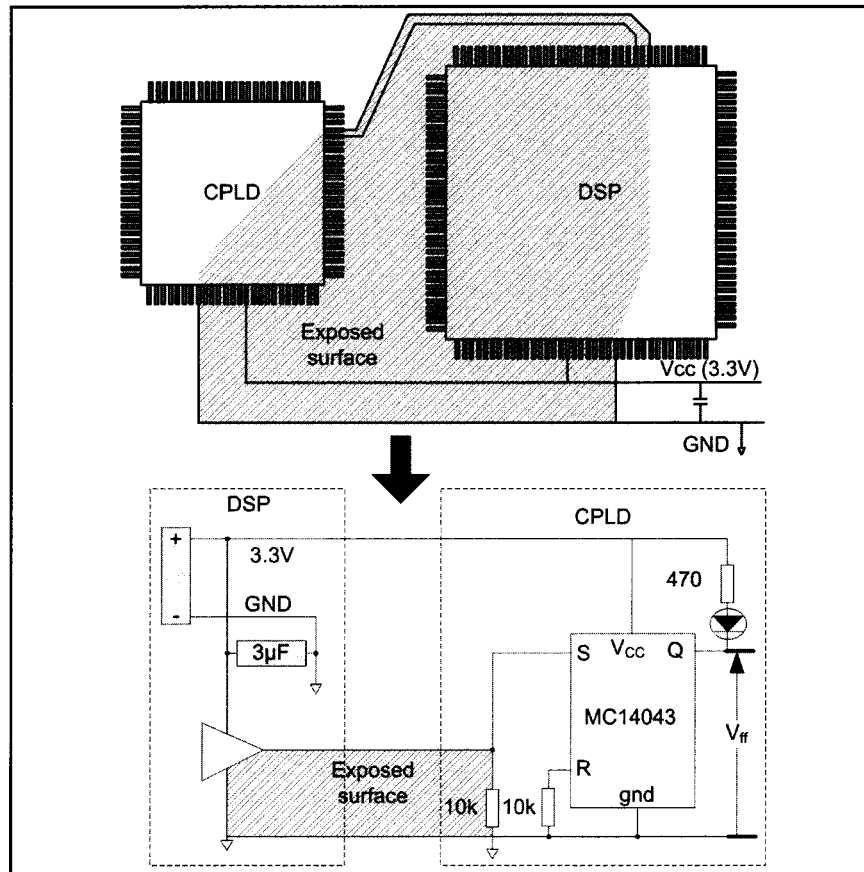 CPLD
DSP
Exposed
surface
Vcc (3.3V)
GND
DSP
CPLD
+
3.3V
470
GND
-
3µF
S
VCC
Q
MC14043
Vff
R
Exposed
surface
10k
10k
gnd